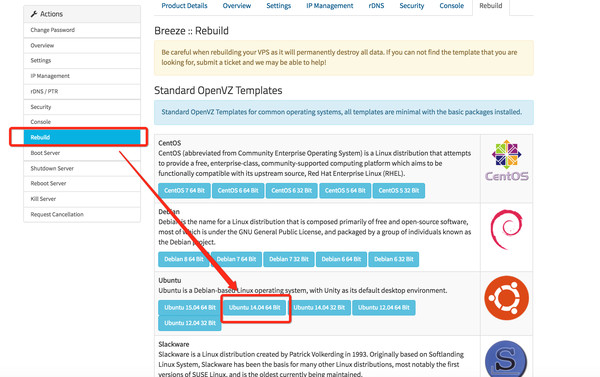 Product Details Overview Settings IP Management rDNS Security Console Rebuild
Actions
Change Password
Overview
Settings
IP Management
rDNS / PTR
Security
Console
Rebuild
Boot Server
Shutdown Server
Reboot Server
Kill Server
Request Cancellation
Breeze :: Rebuild
Be careful when rebuilding your VPS as it will permanently destroy all data. If you can not find the template that you are
looking for, submit a ticket and we may be able to help!
Standard OpenVZ Templates
Standard OpenVZ Templates for common operating systems, all templates are minimal with the basic packages installed.
CentOS
CentOS (abbreviated from Community Enterprise Operating System) is a Linux distribution that attempts
to provide a free, enterprise-class, community-supported computing platform which aims to be
functionally compatible with its upstream source, Red Hat Enterprise Linux (RHEL).
CentOS 7 64 Bit CentOS 6 64 Bit CentOS 6 32 Bit CentOS 5 64 Bit CentOS 5 32 Bit
CentOS
Debian
Debian is the name for a Linux distribution that is composed primarily of free and open-source software,
most of which is under the GNU General Public License, and packaged by a group of individuals known as
the Debian project.
Debian 8 64 Bit Debian 7 64 Bit Debian 7 32 Bit Debian 6 64 Bit Debian 6 32 Bit
Ubuntu
Ubuntu is a Debian-based Linux operating system, with Unity as its default desktop environment.
Ubuntu 15.04 64 Bit Ubuntu 14.04 64 Bit Ubuntu 14.04 32 Bit Ubuntu 12.04 64 Bit
Ubuntu 12.04 32 Bit
Slackware
Slackware is a Linux distribution created by Patrick Volkerding in 1993. Originally based on Softlanding
Linux System, Slackware has been the basis for many other Linux distributions, most notably the first
versions of SUSE Linux, and is the oldest currently being maintained.
S